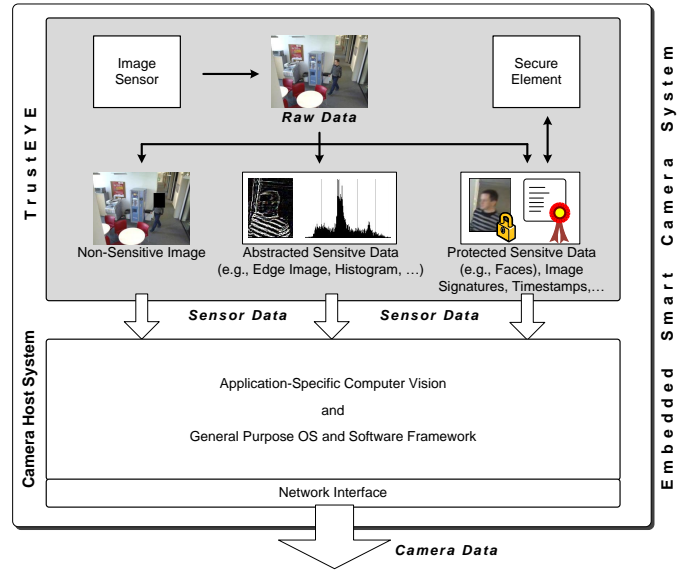 Image
Sensor
Secure
Element
Raw Data
TrustEYE
Non-Sensitive Image
Abstracted Sensitive Data
(e.g., Edge Image, Histogram, …)
Protected Sensitve Data
(e.g., Faces), Image
Signatures, Timestamps,…
Sensor Data
Sensor Data
Camera Host System
Application-Specific Computer Vision
and
General Purpose OS and Software Framework
Network Interface
Camera Data
Embedded Smart Camera System